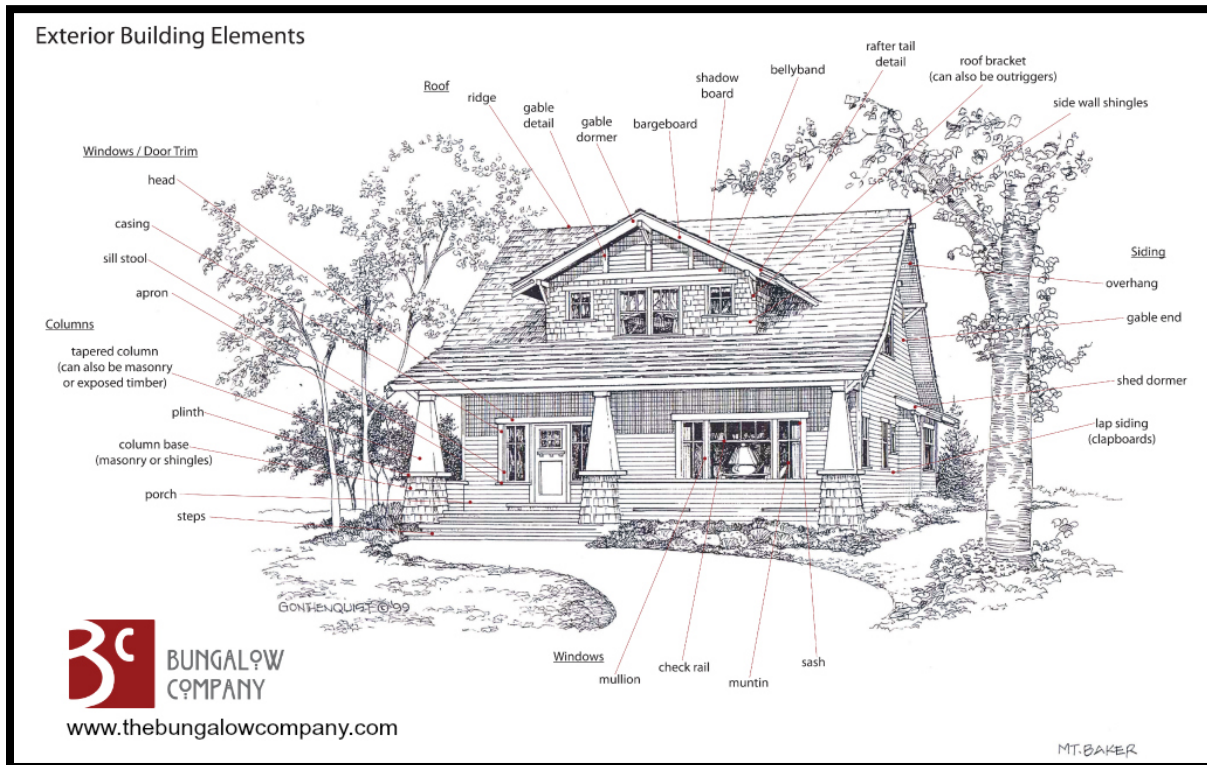 Exterior Building Elements
Roof
ridge
gable
detail
gable
dormer
bargeboard
shadow
board
bellyband
rafter tail
detail
roof bracket
(can also be outriggers)
side wall shingles
Windows / Door Trim
head
casing
sill stool
apron
Columns
tapered column
(can also be masonry
or exposed timber)
plinth
column base
(masonry or shingles)
porch
steps
Siding
overhang
gable end
shed dormer
lap siding
(clapboards)
Windows
mullion
check rail
muntin
sash
©'99
BC
BUNGALOW
COMPANY
www.thebungalowcompany.com
MT. BAKER